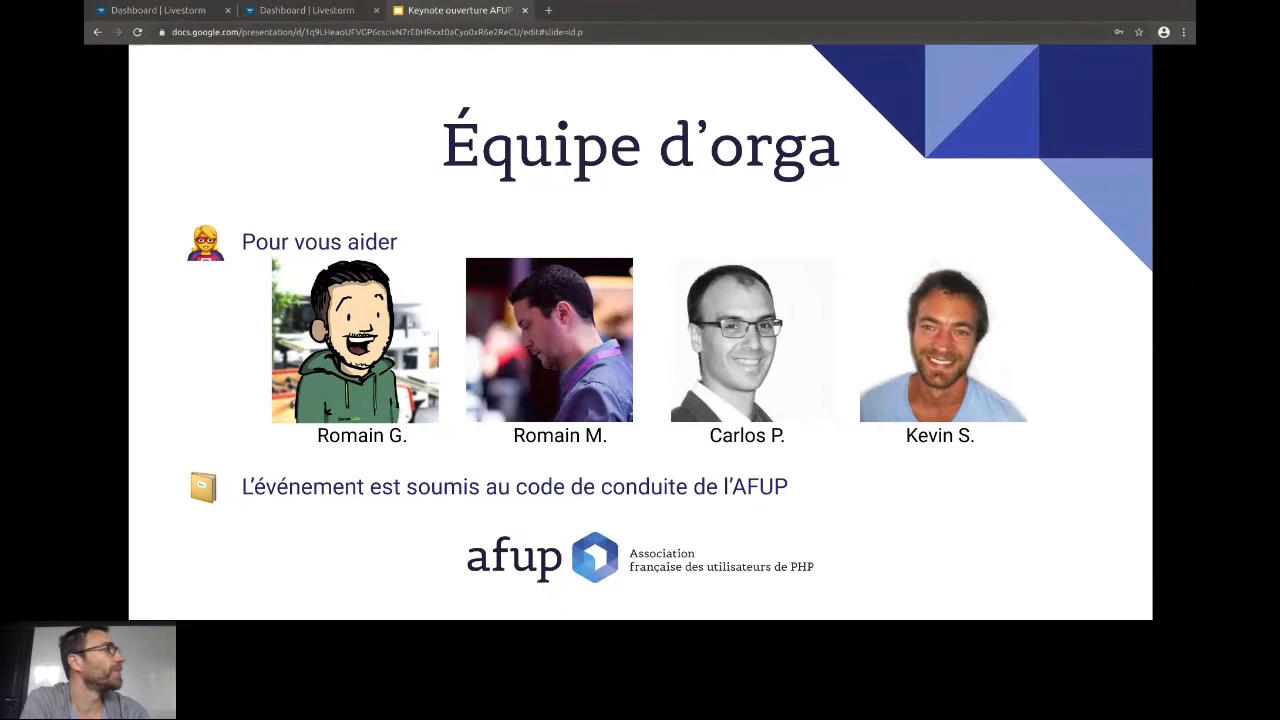 Dashboard | Livestorm
Dashboard | Livestorm
Keynote ouverture AFUP
docs.google.com/presentation/d/1q9LHeaoUFVGP6cscivN7rE0HRxxt0aCyo0xR6e2ReCU/edit#slide=id.p
Équipe d’orga
Pour vous aider
Romain G.
Romain M.
Carlos P.
Kevin S.
L’événement est soumis au code de conduite de l’AFUP
afup
Association
française des utilisateurs de PHP